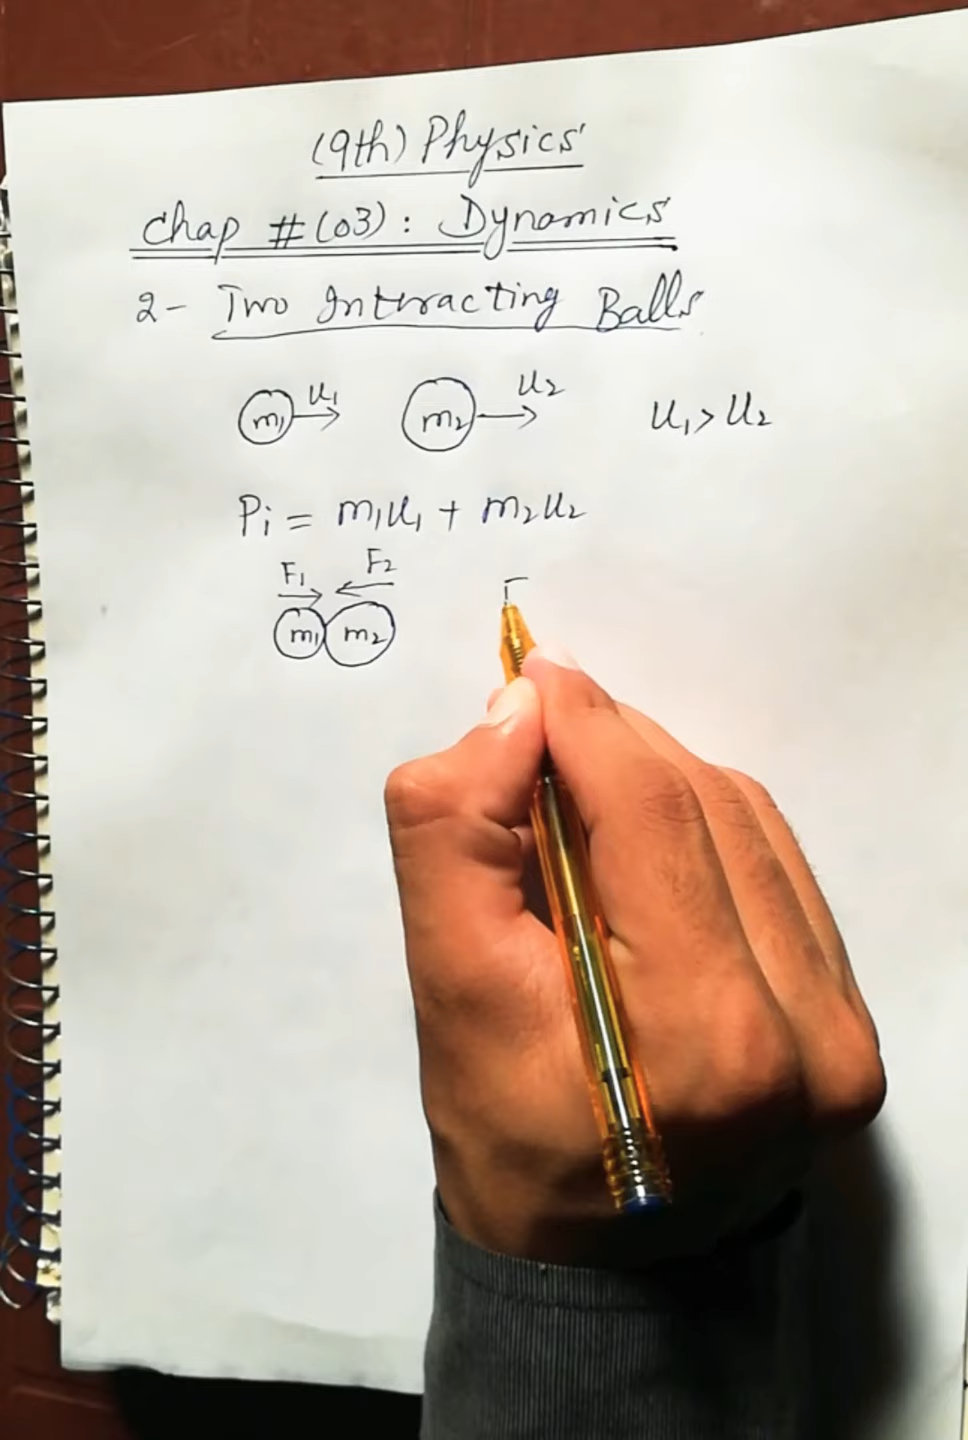 (9th) Physics
Chap #(03): Dynamics
2- Two Interacting Balls
m₁ u₁ m₂ u₂ u₁>u₂
Pi = m₁u₁ + m₂u₂
F₁ F₂
m₁ m₂